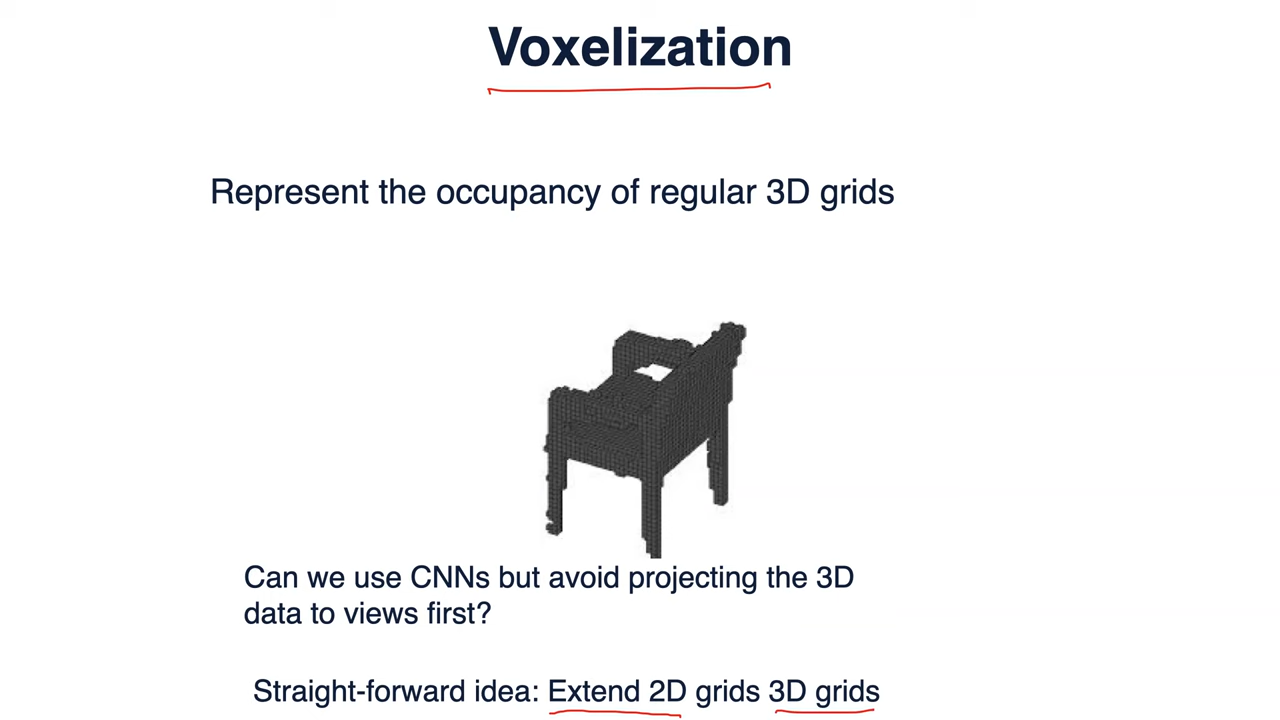 Voxelization
Represent the occupancy of regular 3D grids
Can we use CNNs but avoid projecting the 3D
data to views first?
Straight-forward idea: Extend 2D grids 3D grids